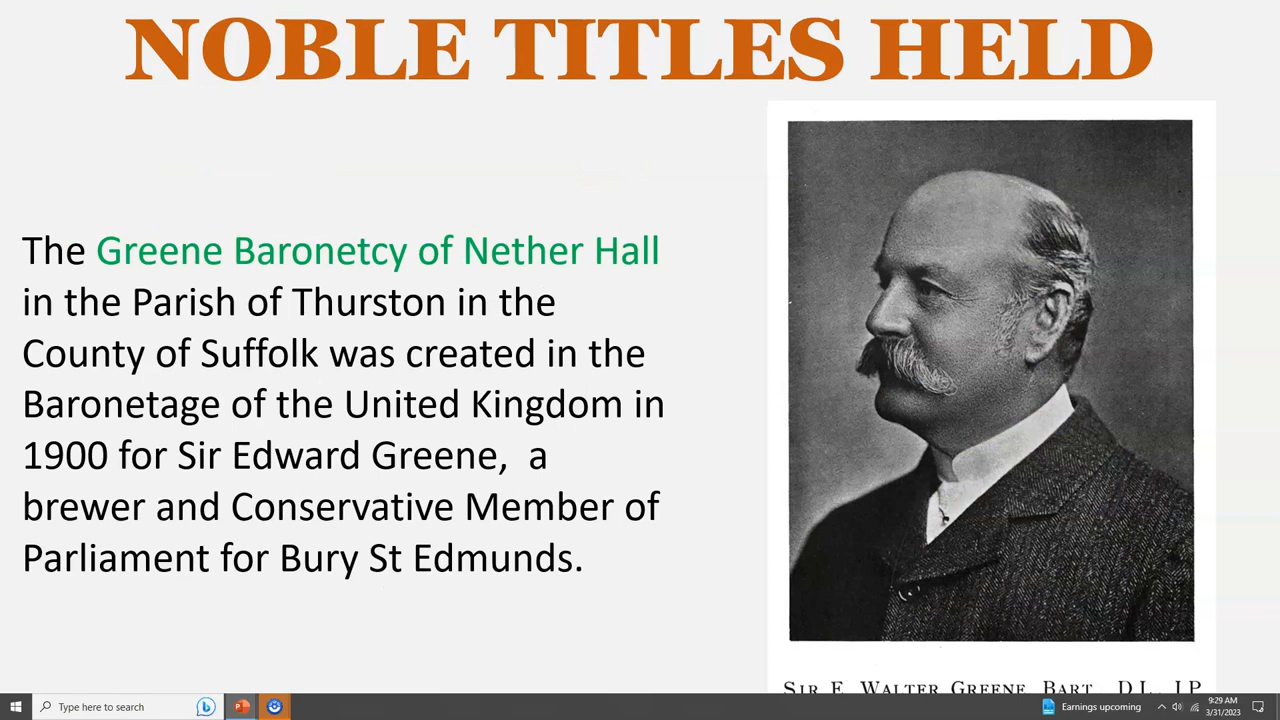 NOBLE TITLES HELD
The Greene Baronetcy of Nether Hall
in the Parish of Thurston in the
County of Suffolk was created in the
Baronetage of the United Kingdom in
1900 for Sir Edward Greene, a
brewer and Conservative Member of
Parliament for Bury St Edmunds.
SIR E. WALTER GREENE, BART., D.L., J.P.
Type here to search
Earnings upcoming
9:29 AM
3/31/2023